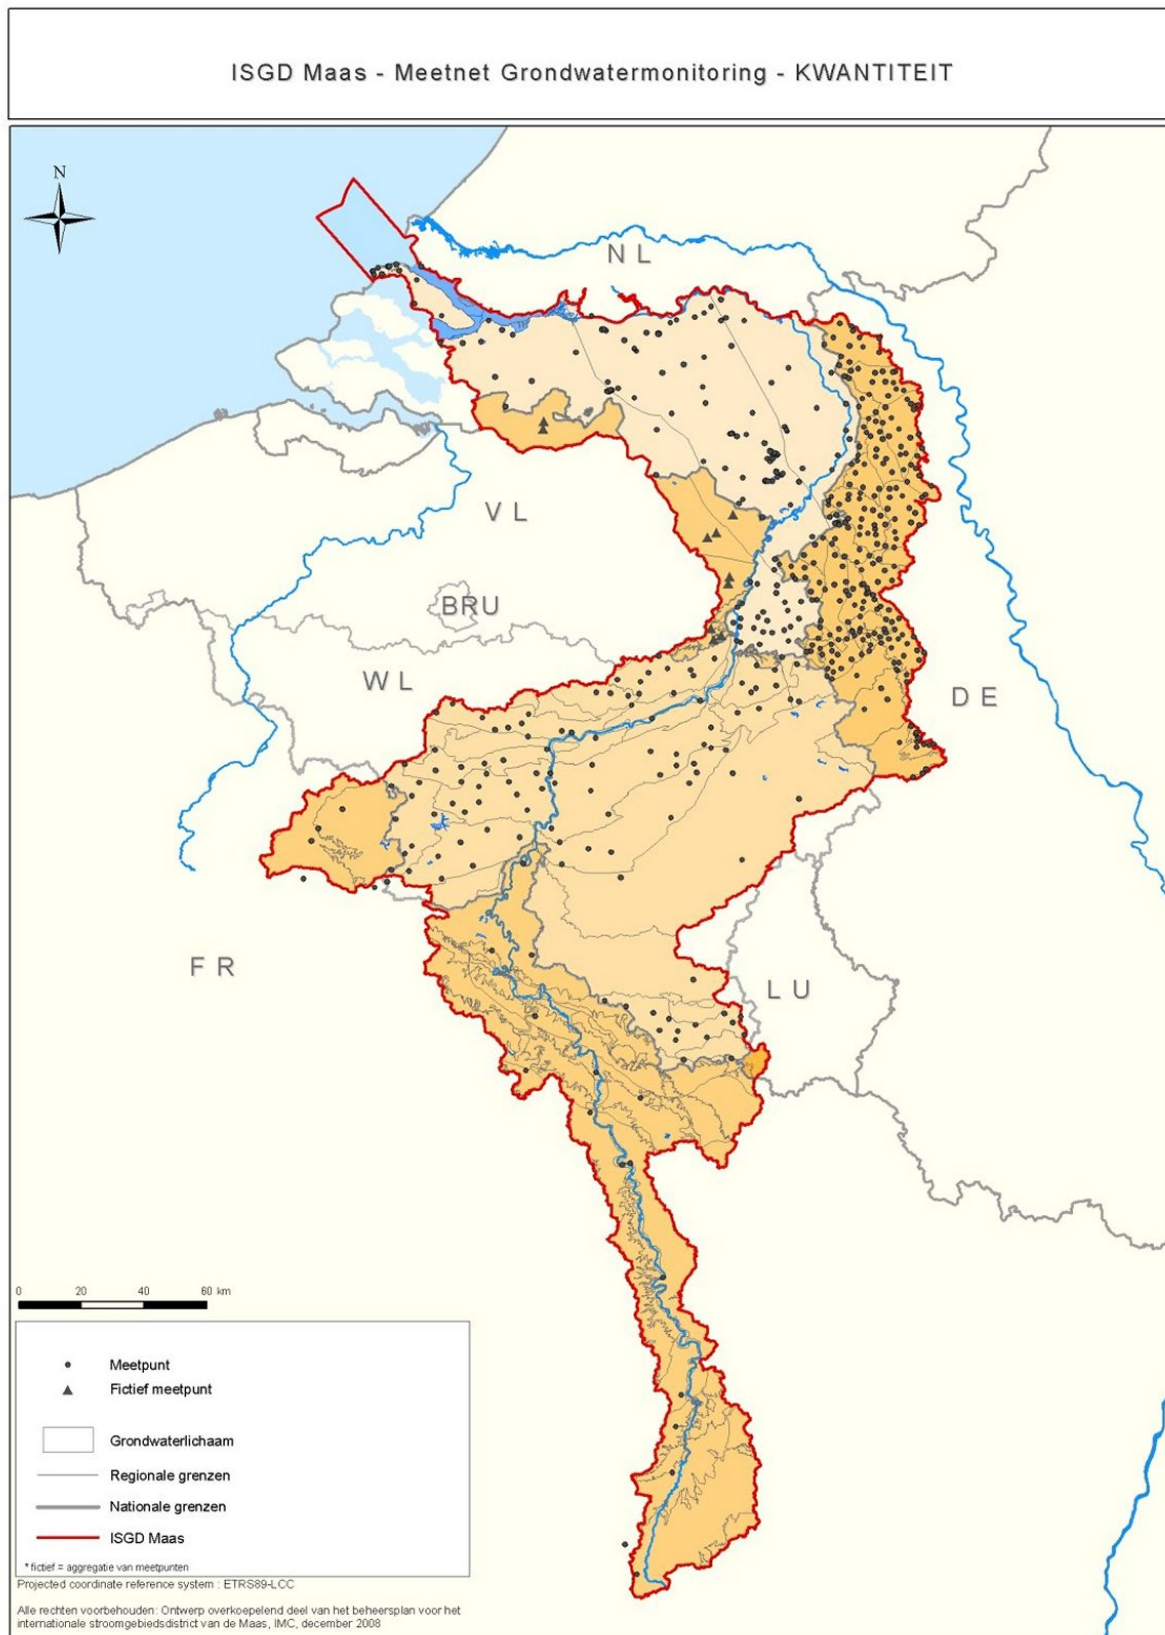 ISGD Maas - Meetnet Grondwatermonitoring - KWANTITEIT
N
NL
VL
BRU
WL
DE
FR
LU
0 20 40 60 km
Meetpunt
Fictief meetpunt
Grondwaterlichaam
Regionale grenzen
Nationale grenzen
ISGD Maas
* fictief = aggregatie van meetpunten
Projected coordinate reference system : ETRS89-LCC
Alle rechten voorbehouden: Ontwerp overkoepelend deel van het beheersplan voor het
internationale stroomgebiedsdistrict van de Maas, IMC, december 2008